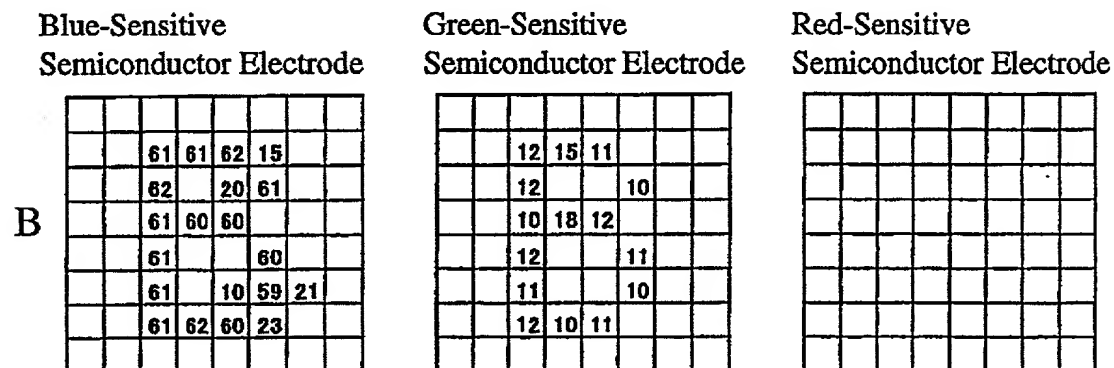 Blue-Sensitive Green-Sensitive Red-Sensitive
Semiconductor Electrode Semiconductor Electrode Semiconductor Electrode
61 61 62 15 12 15 11
62 20 61 12 10
B 61 60 60 10 18 12
61 60 12 11
61 10 59 21 11 10
61 62 60 23 12 10 11